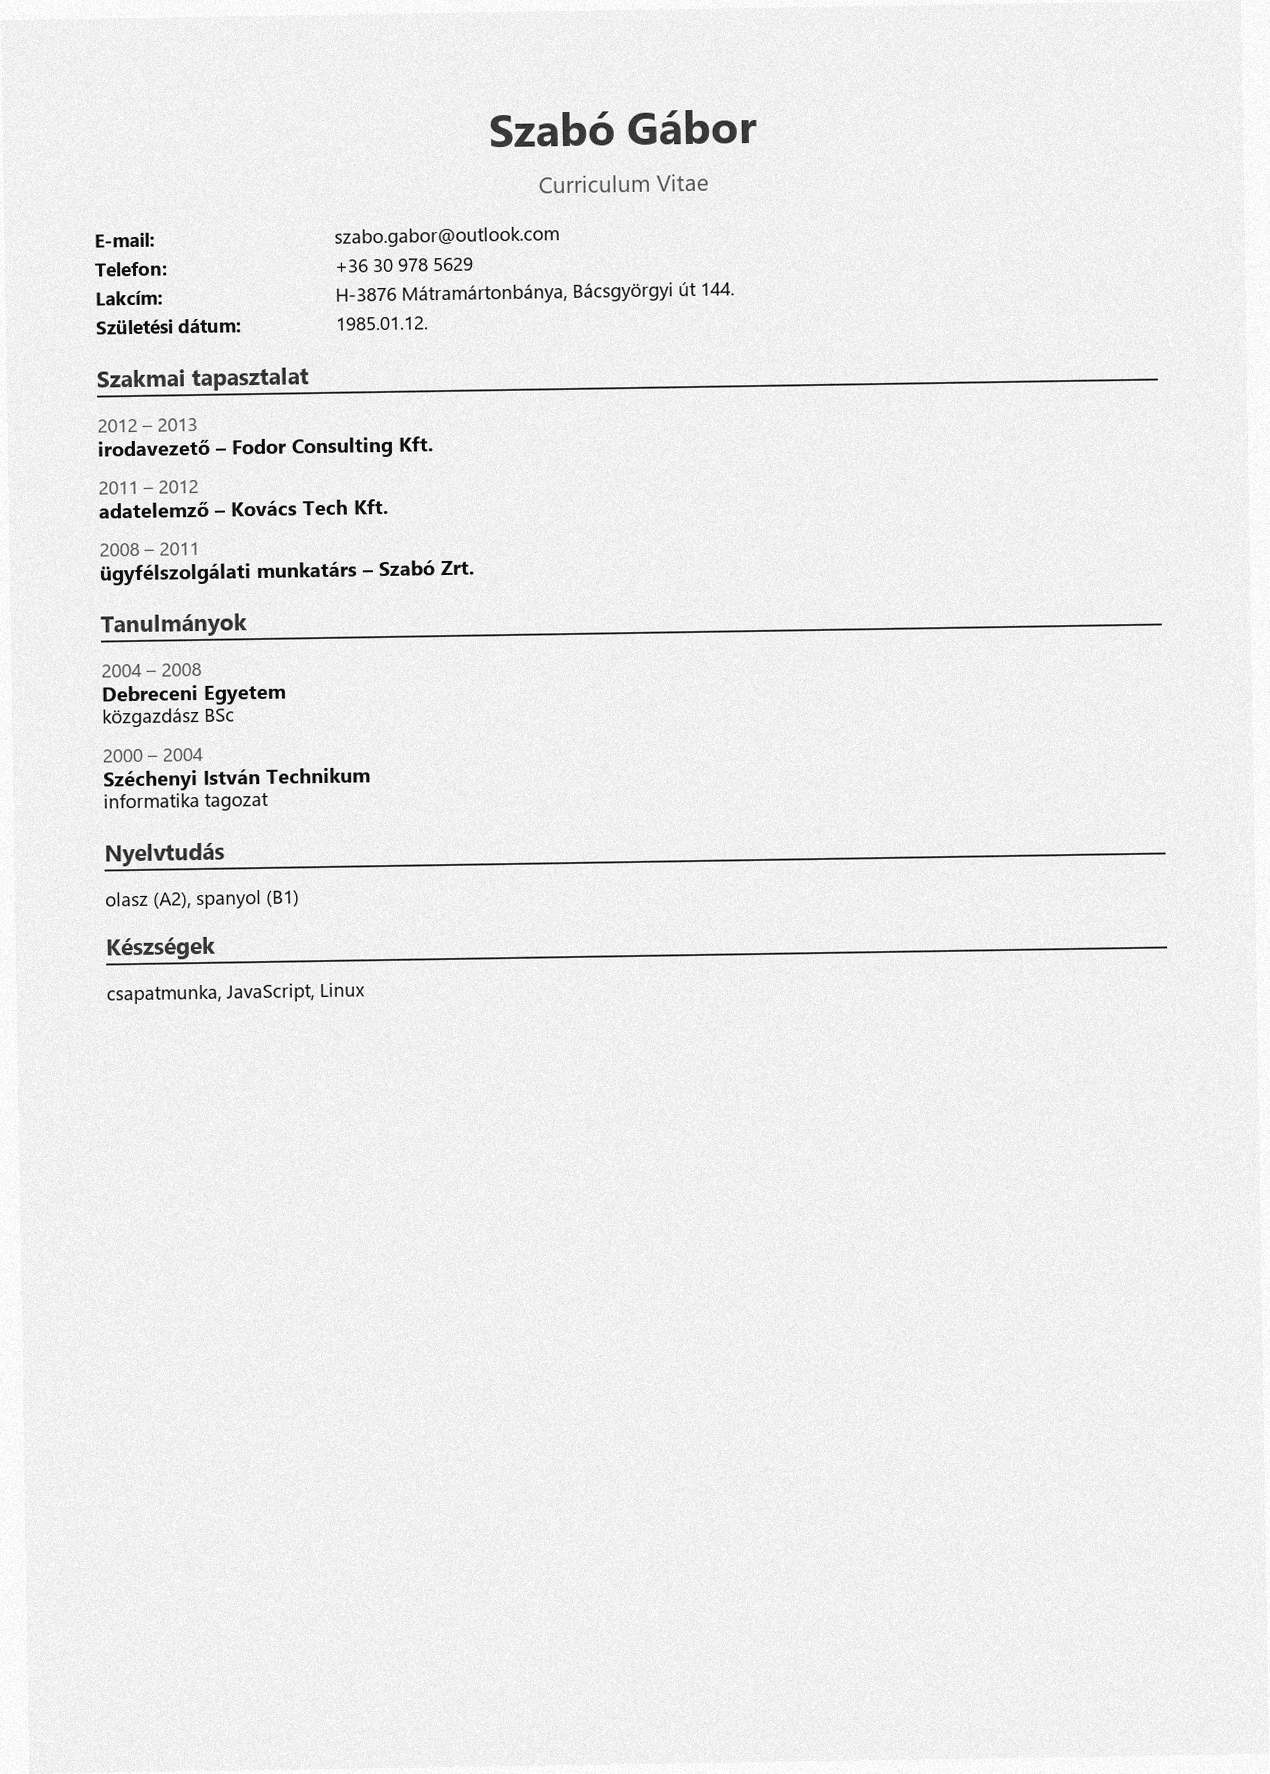 Szabó Gábor
Curriculum Vitae
E-mail: szabo.gabor@outlook.com
Telefon: +36 30 978 5629
Lakcím: H-3876 Mátramártonbánya, Bácsgyörgyi út 144.
Születési dátum: 1985.01.12.
Szakmai tapasztalat
2012 – 2013
irodavezető – Fodor Consulting Kft.
2011 – 2012
adatelemző – Kovács Tech Kft.
2008 – 2011
ügyfélszolgálati munkatárs – Szabó Zrt.
Tanulmányok
2004 – 2008
Debreceni Egyetem
közgazdász BSc
2000 – 2004
Széchenyi István Technikum
informatika tagozat
Nyelvtudás
olasz (A2), spanyol (B1)
Készségek
csapatmunka, JavaScript, Linux